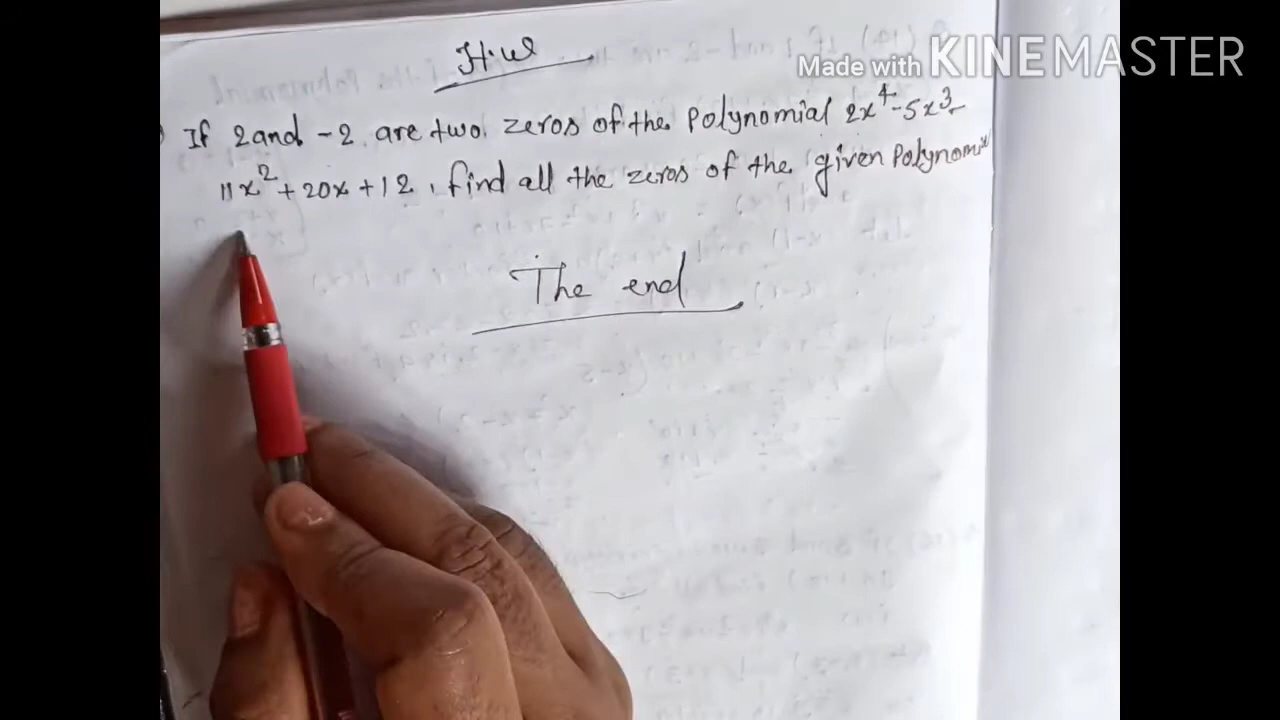 Made with KINEMASTER
H.W
If 2 and -2 are two zeros of the polynomial 2x⁴-5x³-
11x²+20x+12, find all the zeros of the given Polynomi
The end